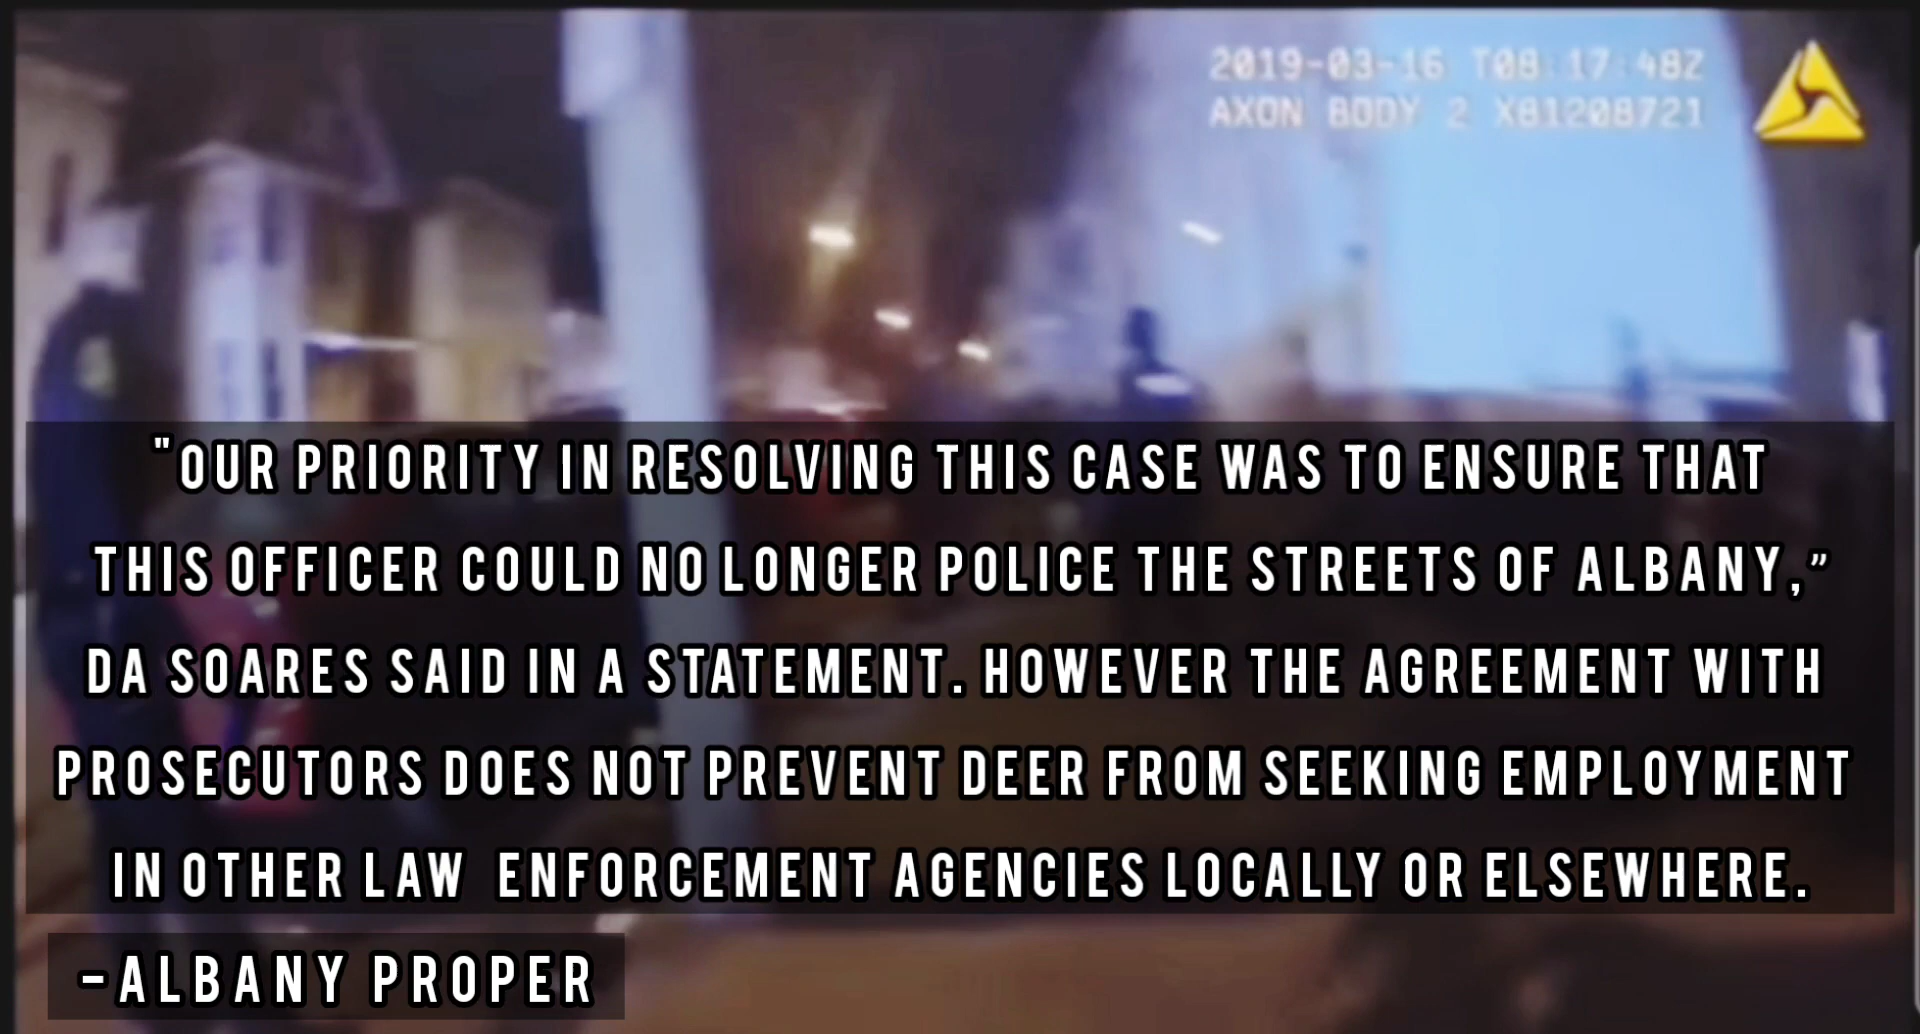 2019-03-16 T08:17:48Z
AXON BODY 2 X81208721
"OUR PRIORITY IN RESOLVING THIS CASE WAS TO ENSURE THAT
THIS OFFICER COULD NO LONGER POLICE THE STREETS OF ALBANY,”
DA SOARES SAID IN A STATEMENT. HOWEVER THE AGREEMENT WITH
PROSECUTORS DOES NOT PREVENT DEER FROM SEEKING EMPLOYMENT
IN OTHER LAW ENFORCEMENT AGENCIES LOCALLY OR ELSEWHERE.
-ALBANY PROPER